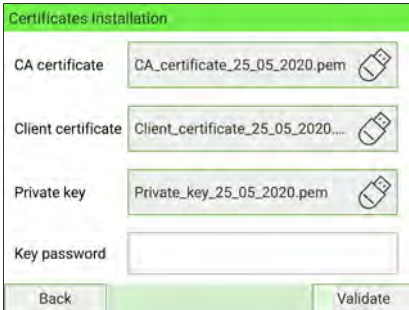 Certificates Installation
CA certificate CA_certificate_25_05_2020.pem
Client certificate Client_certificate_25_05_2020....
Private key Private_key_25_05_2020.pem
Key password
Back Validate